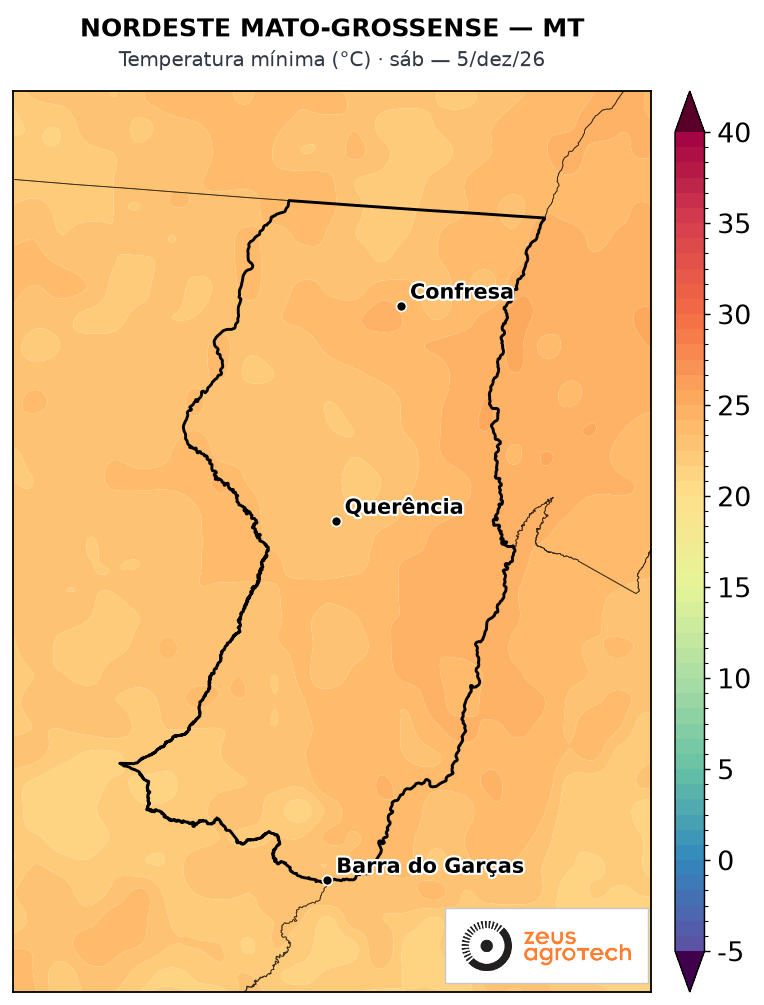 NORDESTE MATO-GROSSENSE — MT
Temperatura mínima (°C) · sáb — 5/dez/26
40
35
30
25
20
15
10
5
0
-5
Confresa
Querência
Barra do Garças
zeus
agrotech